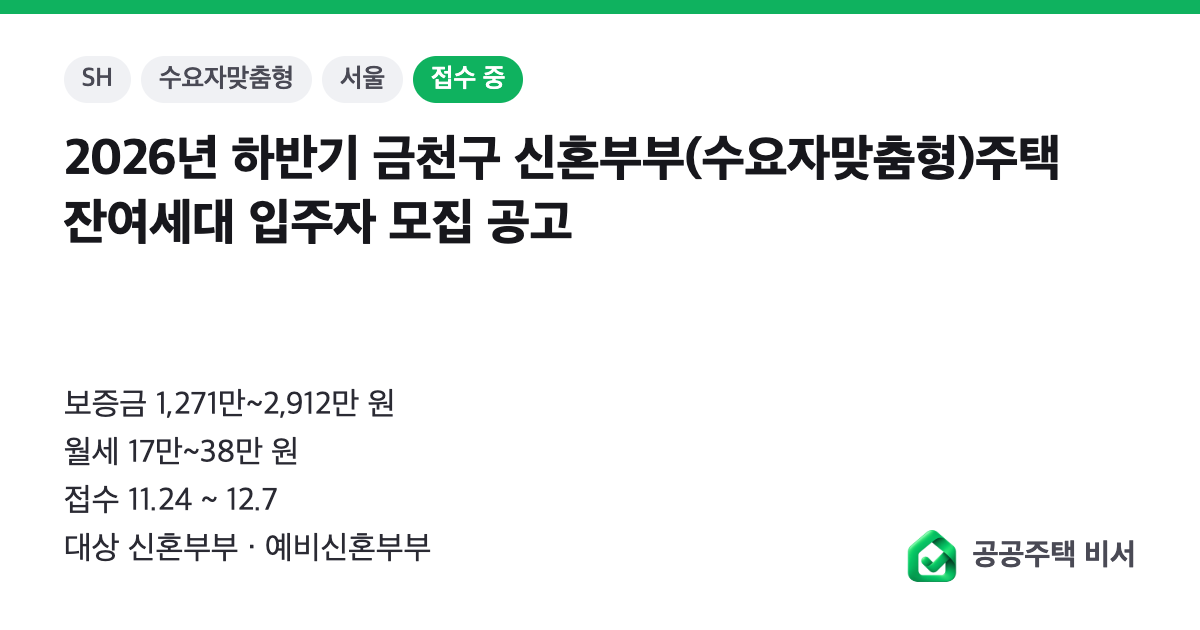 SH 수요자맞춤형 서울 접수 중
2026년 하반기 금천구 신혼부부(수요자맞춤형)주택
잔여세대 입주자 모집 공고
보증금 1,271만~2,912만 원
월세 17만~38만 원
접수 11.24 ~ 12.7
대상 신혼부부 · 예비신혼부부
공공주택 비서